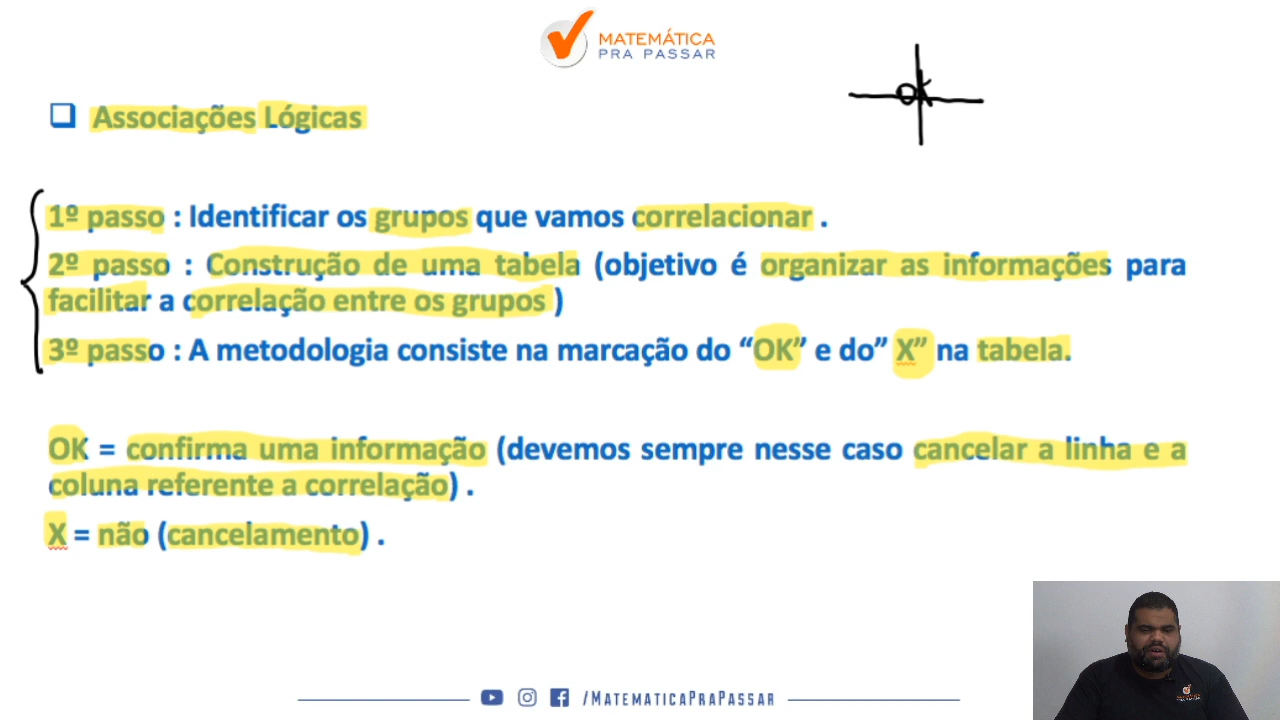 MATEMÁTICA
PRA PASSAR
OK
Associações Lógicas
1º passo : Identificar os grupos que vamos correlacionar .
2º passo : Construção de uma tabela (objetivo é organizar as informações para
facilitar a correlação entre os grupos )
3º passo : A metodologia consiste na marcação do “OK” e do” X” na tabela.
OK = confirma uma informação (devemos sempre nesse caso cancelar a linha e a
coluna referente a correlação) .
X = não (cancelamento) .
/MATEMATICAPRAPASSAR